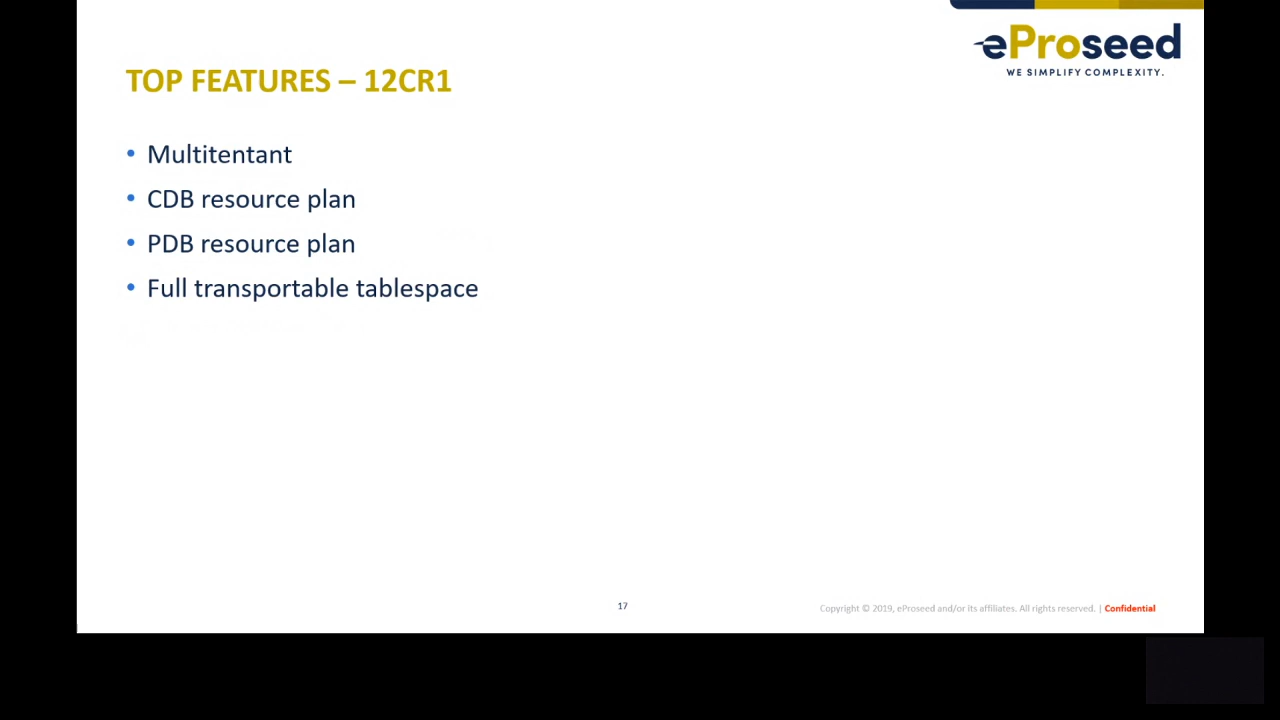 eProseed
WE SIMPLIFY COMPLEXITY.
TOP FEATURES – 12CR1
• Multitentant
• CDB resource plan
• PDB resource plan
• Full transportable tablespace
17
Copyright © 2019, eProseed and/or its affiliates. All rights reserved. | Confidential